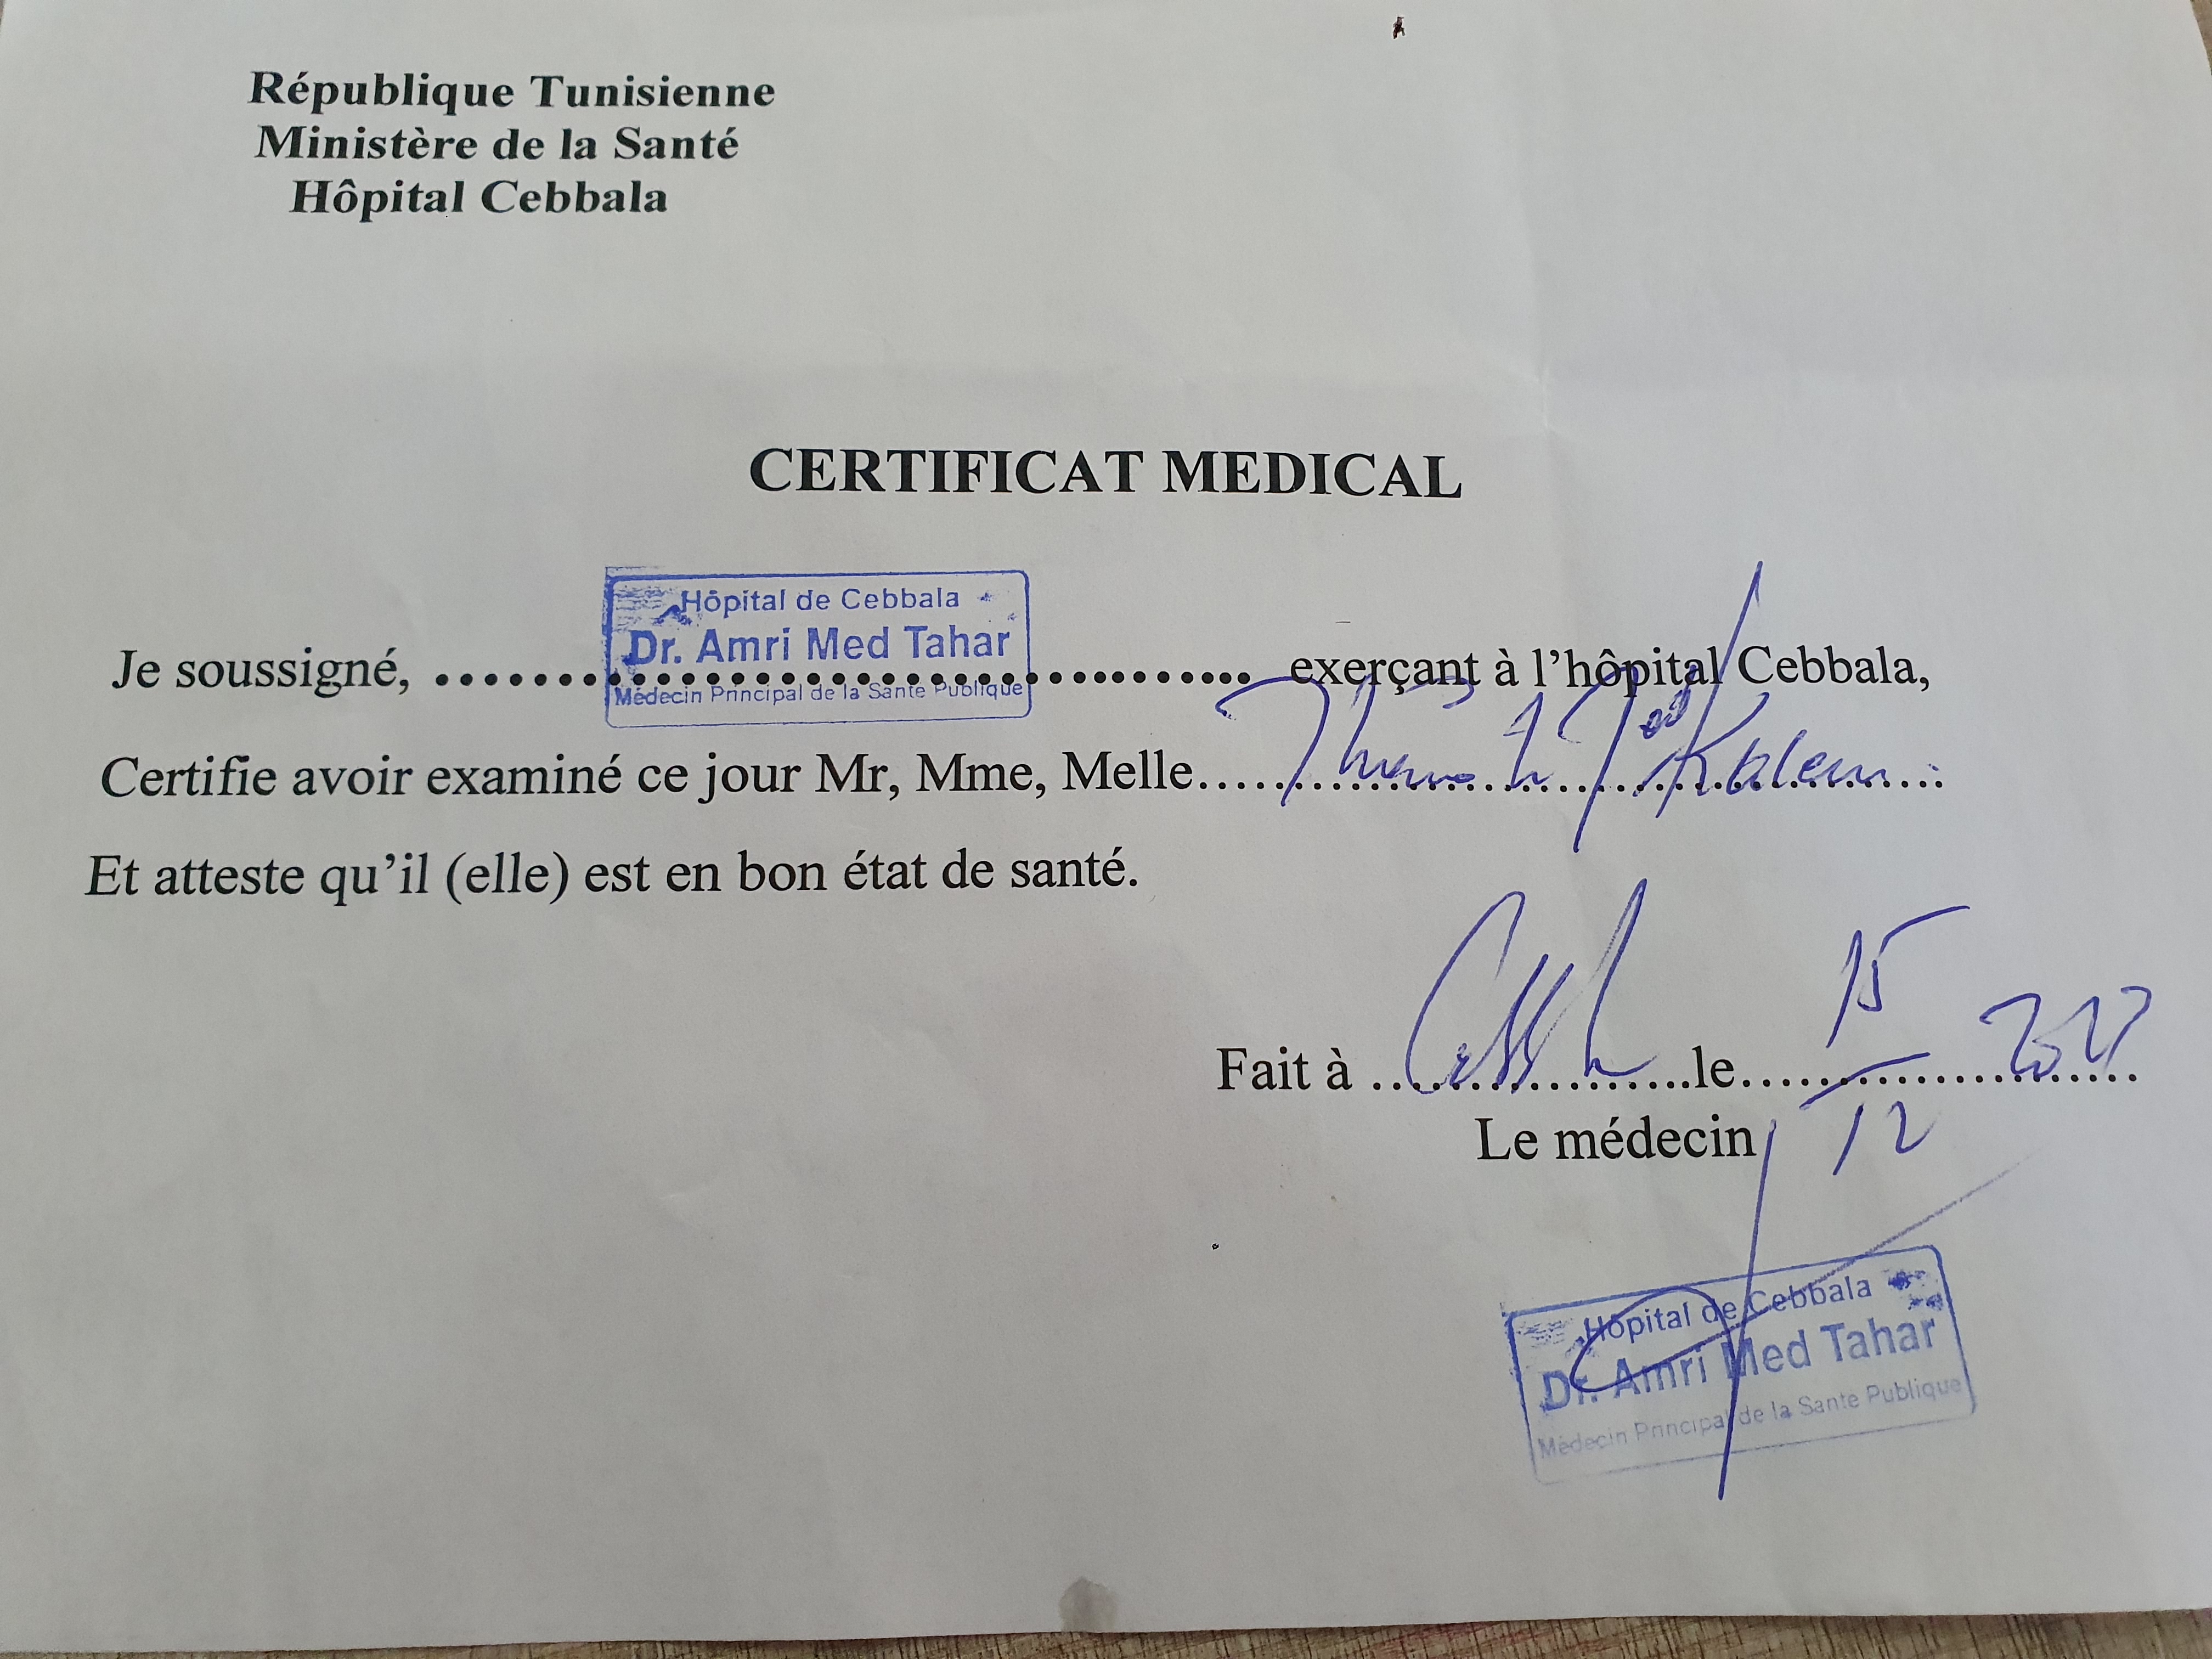 République Tunisienne
Ministère de la Santé
Hôpital Cebbala
CERTIFICAT MEDICAL
Hôpital de Cebbala
Dr. Amri Med Tahar
Médecin Principal de la Sante Publique
Je soussigné, ........................................ exerçant à l’hôpital Cebbala,
Certifie avoir examiné ce jour Mr, Mme, Melle........................................
Et atteste qu’il (elle) est en bon état de santé.
Fait à ....................le.................... 15/12
Le médecin
Hôpital de Cebbala
Dr. Amri Med Tahar
Médecin Principal de la Sante Publique